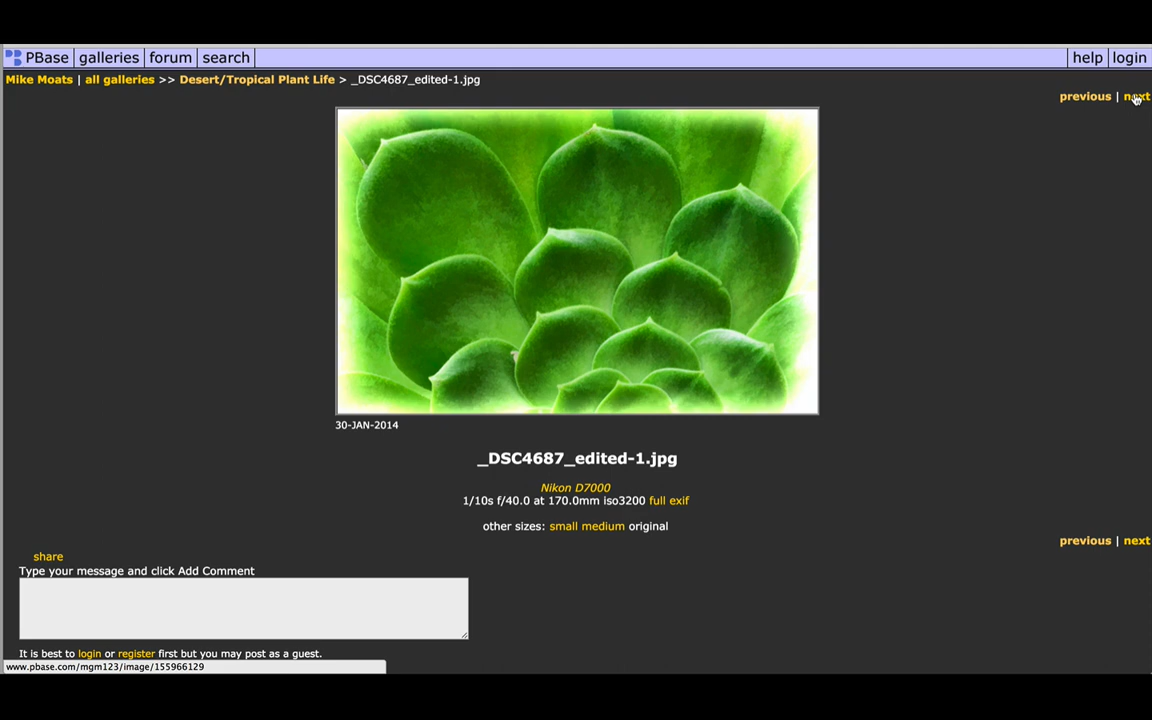 PBase galleries forum search help login
Mike Moats | all galleries >> Desert/Tropical Plant Life > _DSC4687_edited-1.jpg
previous | next
30-JAN-2014
_DSC4687_edited-1.jpg
Nikon D7000
1/10s f/40.0 at 170.0mm iso3200 full exif
other sizes: small medium original
previous | next
share
Type your message and click Add Comment
It is best to login or register first but you may post as a guest.
www.pbase.com/mgm123/image/155966129